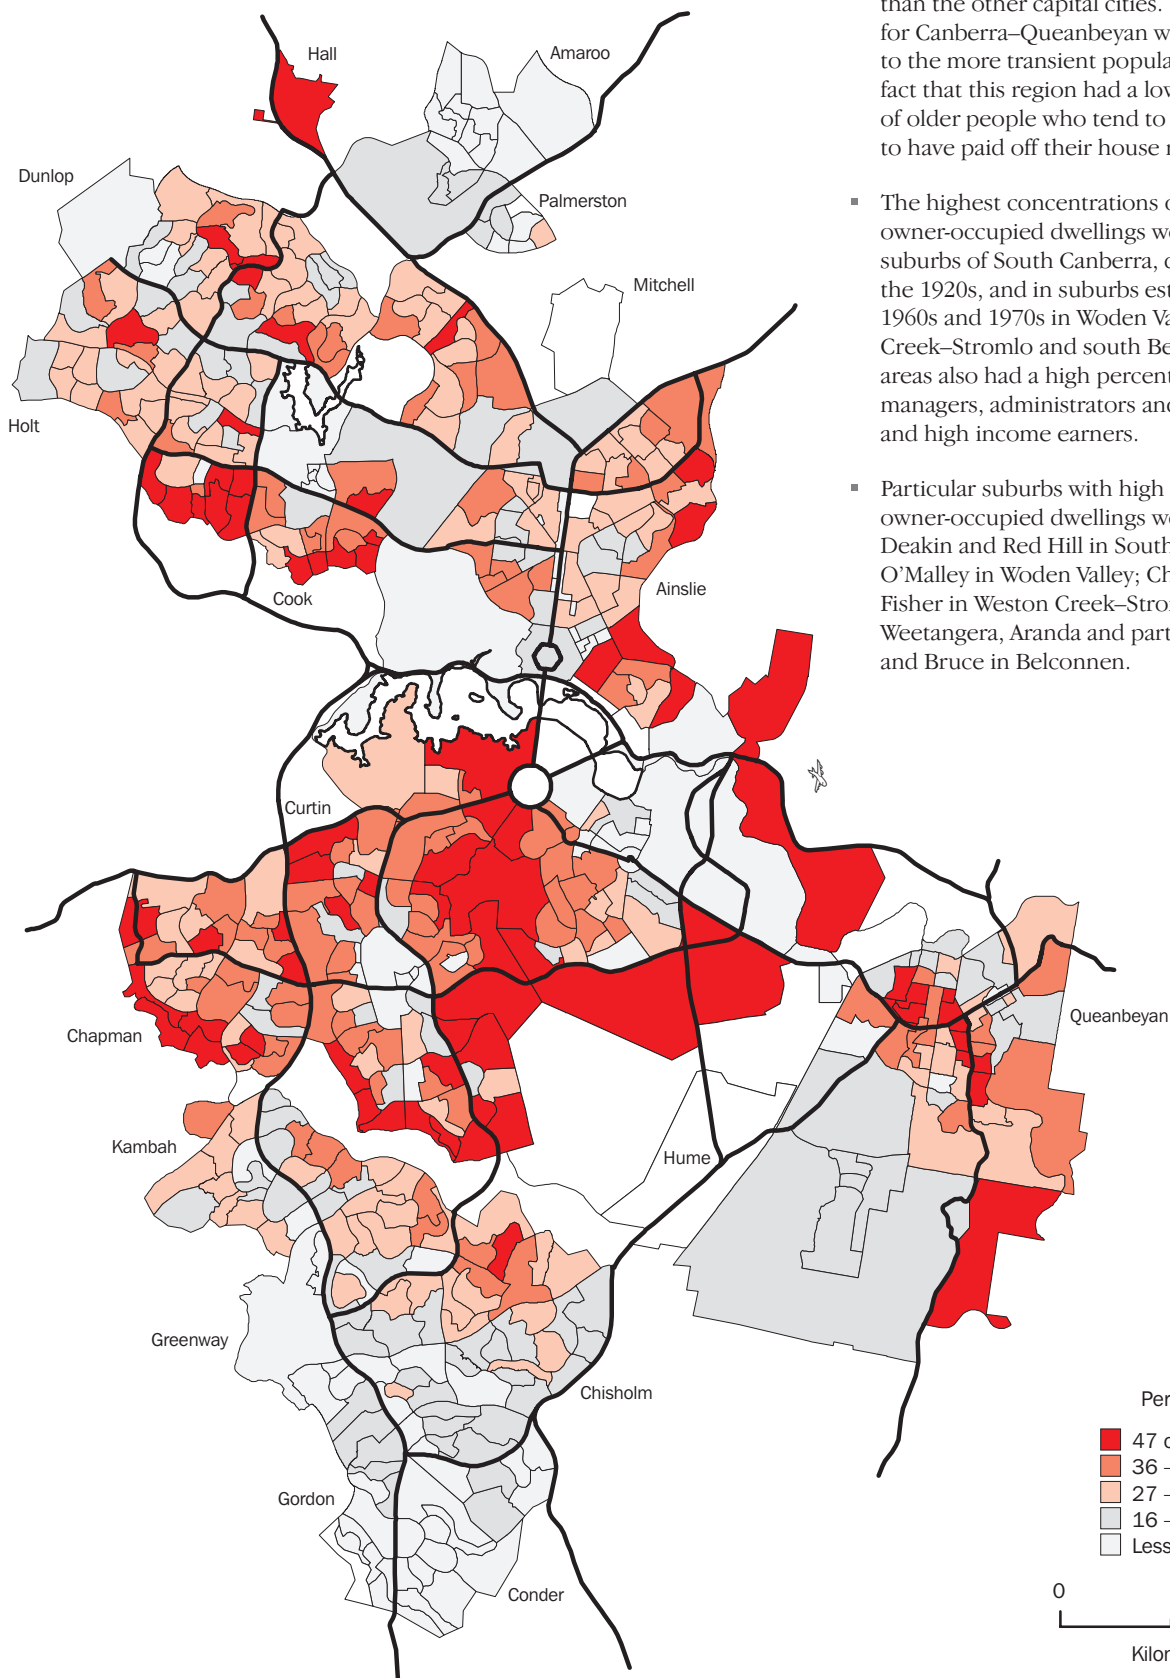 than the other capital cities.
for Canberra–Queanbeyan w
to the more transient popula
fact that this region had a low
of older people who tend to
to have paid off their house r
The highest concentrations o
owner-occupied dwellings we
suburbs of South Canberra, d
the 1920s, and in suburbs est
1960s and 1970s in Woden Va
Creek–Stromlo and south Be
areas also had a high percent
managers, administrators and
and high income earners.
Particular suburbs with high
owner-occupied dwellings we
Deakin and Red Hill in South
O'Malley in Woden Valley; Ch
Fisher in Weston Creek–Stron
Weetangera, Aranda and part
and Bruce in Belconnen.
Hall
Amaroo
Dunlop
Palmerston
Mitchell
Holt
Ainslie
Cook
Curtin
Queanbeyan
Chapman
Kambah
Hume
Greenway
Chisholm
Gordon
Conder
Per
47 o
36 –
27 –
16 –
Less
0
Kilor